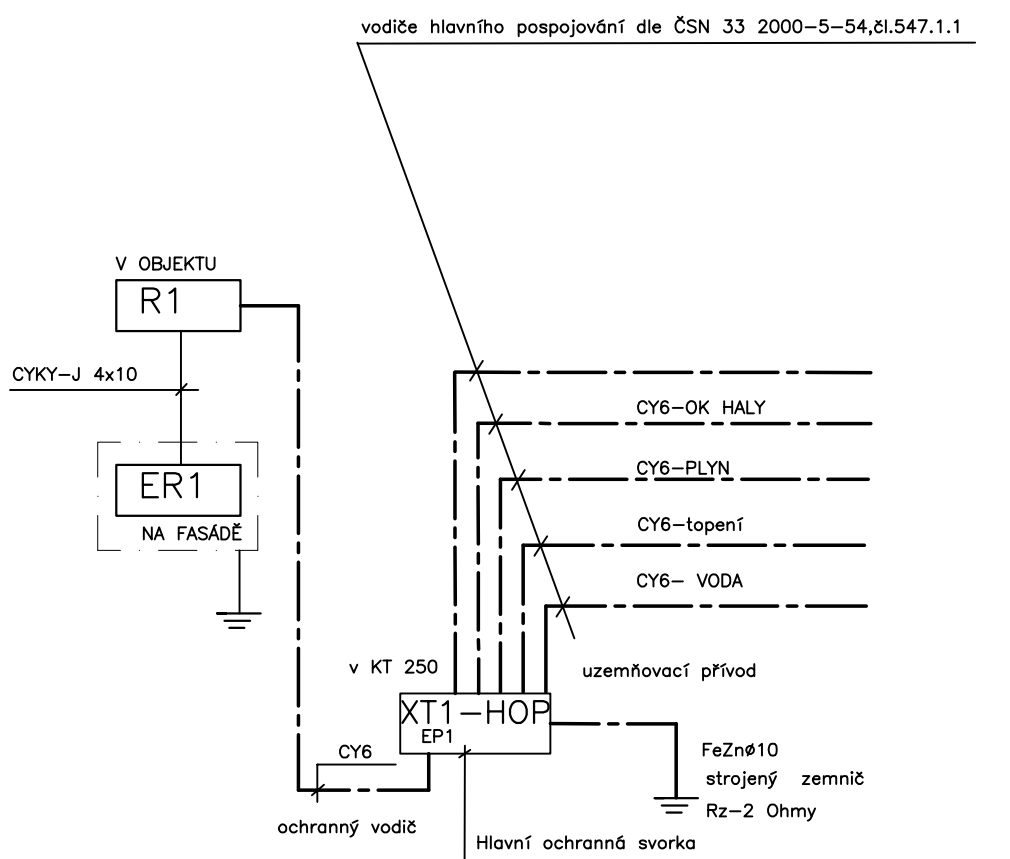 vodiče hlavního pospojování dle ČSN 33 2000-5-54,čl.547.1.1
V OBJEKTU
R1
CYKY-J 4x10
CY6-OK HALY
CY6-PLYN
ER1
NA FASÁDĚ
CY6-topení
CY6- VODA
v KT 250
uzemňovací přívod
XT1-HOP
EP1
CY6
FeZnø10
strojený zemnič
Rz-2 Ohmy
ochranný vodič
Hlavní ochranná svorka